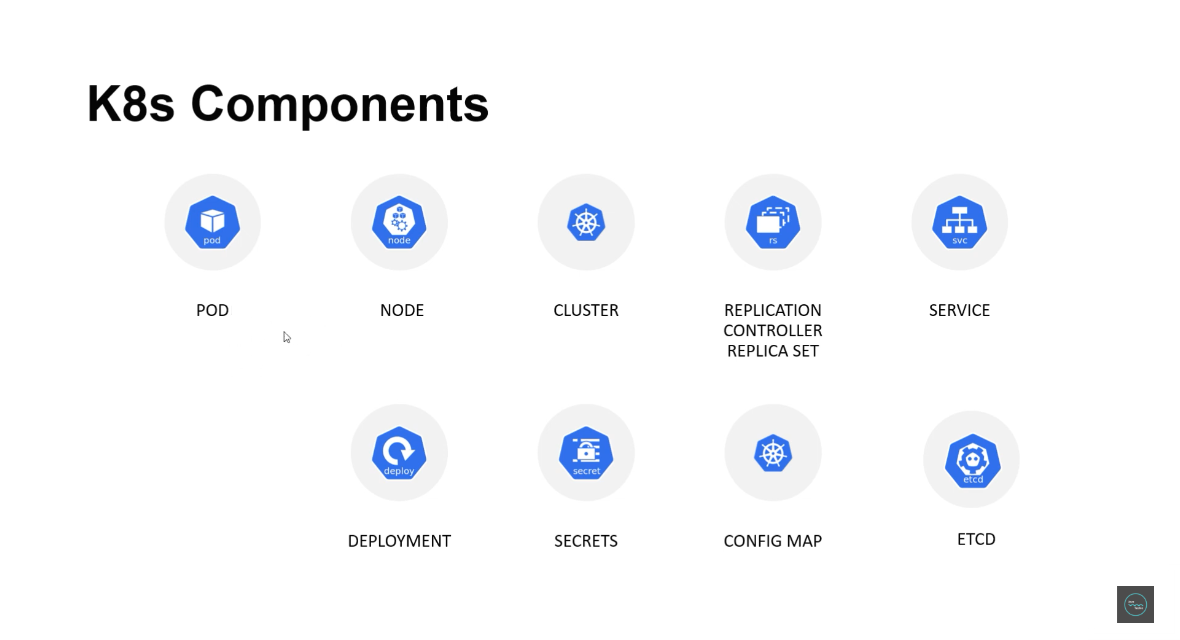 K8s Components
pod
node
rs
svc
POD
NODE
CLUSTER
REPLICATION
CONTROLLER
REPLICA SET
SERVICE
deploy
secret
etcd
DEPLOYMENT
SECRETS
CONFIG MAP
ETCD